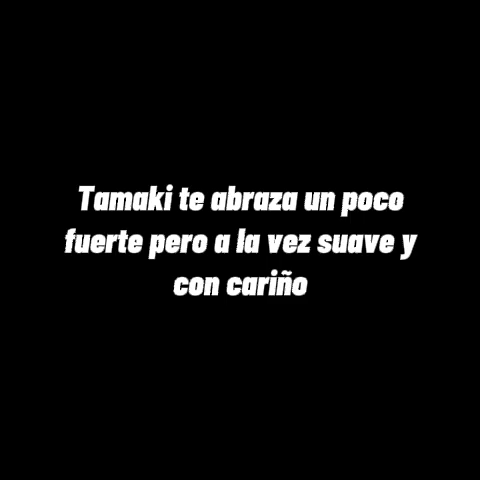 Tamaki te abraza un poco
fuerte pero a la vez suave y
con cariño